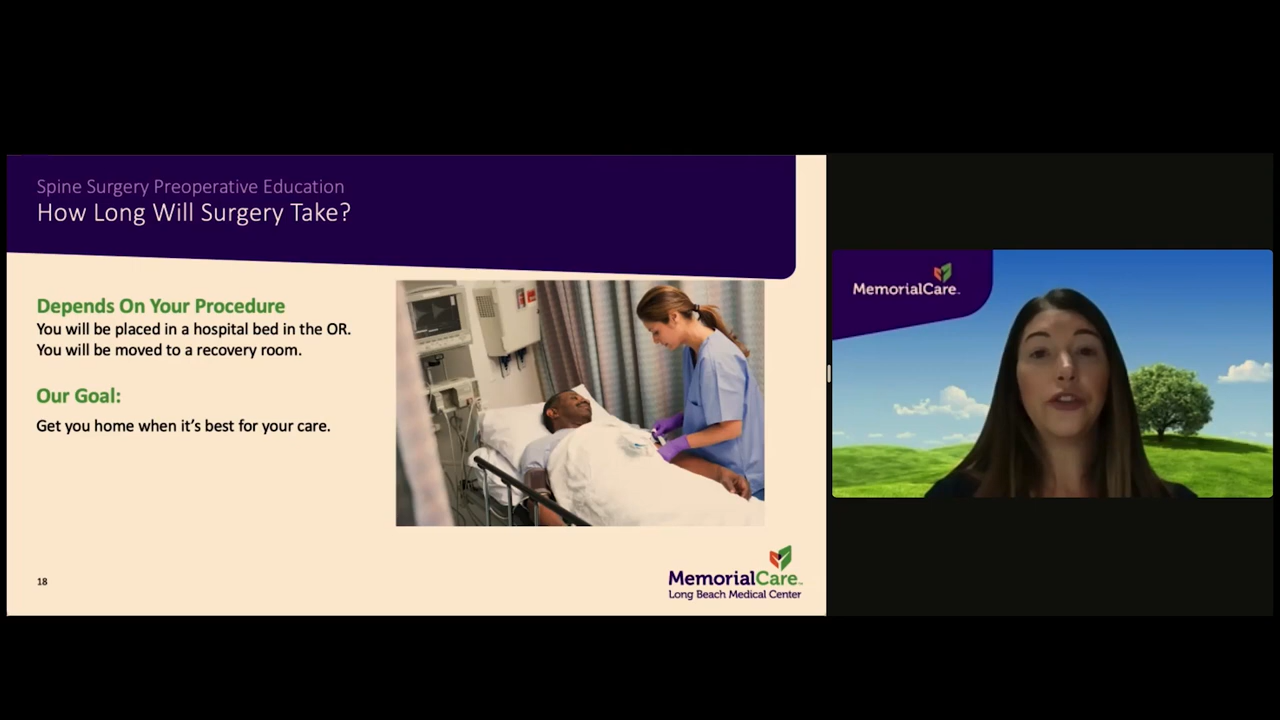 Spine Surgery Preoperative Education
How Long Will Surgery Take?
Depends On Your Procedure
You will be placed in a hospital bed in the OR.
You will be moved to a recovery room.
Our Goal:
Get you home when it’s best for your care.
18
MemorialCare™
Long Beach Medical Center
MemorialCare™